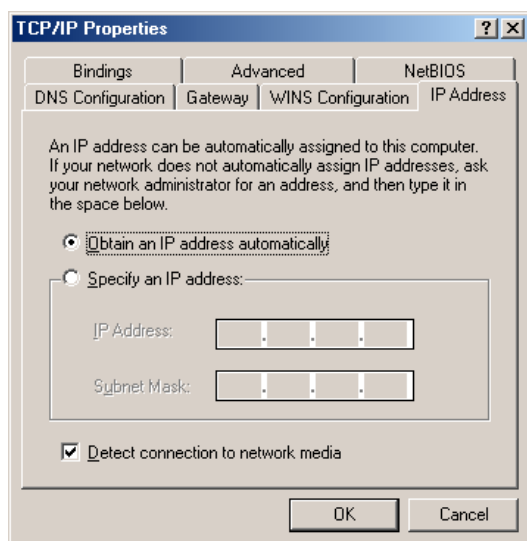 TCP/IP Properties
Bindings Advanced NetBIOS
DNS Configuration Gateway WINS Configuration IP Address
An IP address can be automatically assigned to this computer.
If your network does not automatically assign IP addresses, ask
your network administrator for an address, and then type it in
the space below.
Obtain an IP address automatically
Specify an IP address:
IP Address:
. . .
Subnet Mask:
. . .
Detect connection to network media
OK Cancel